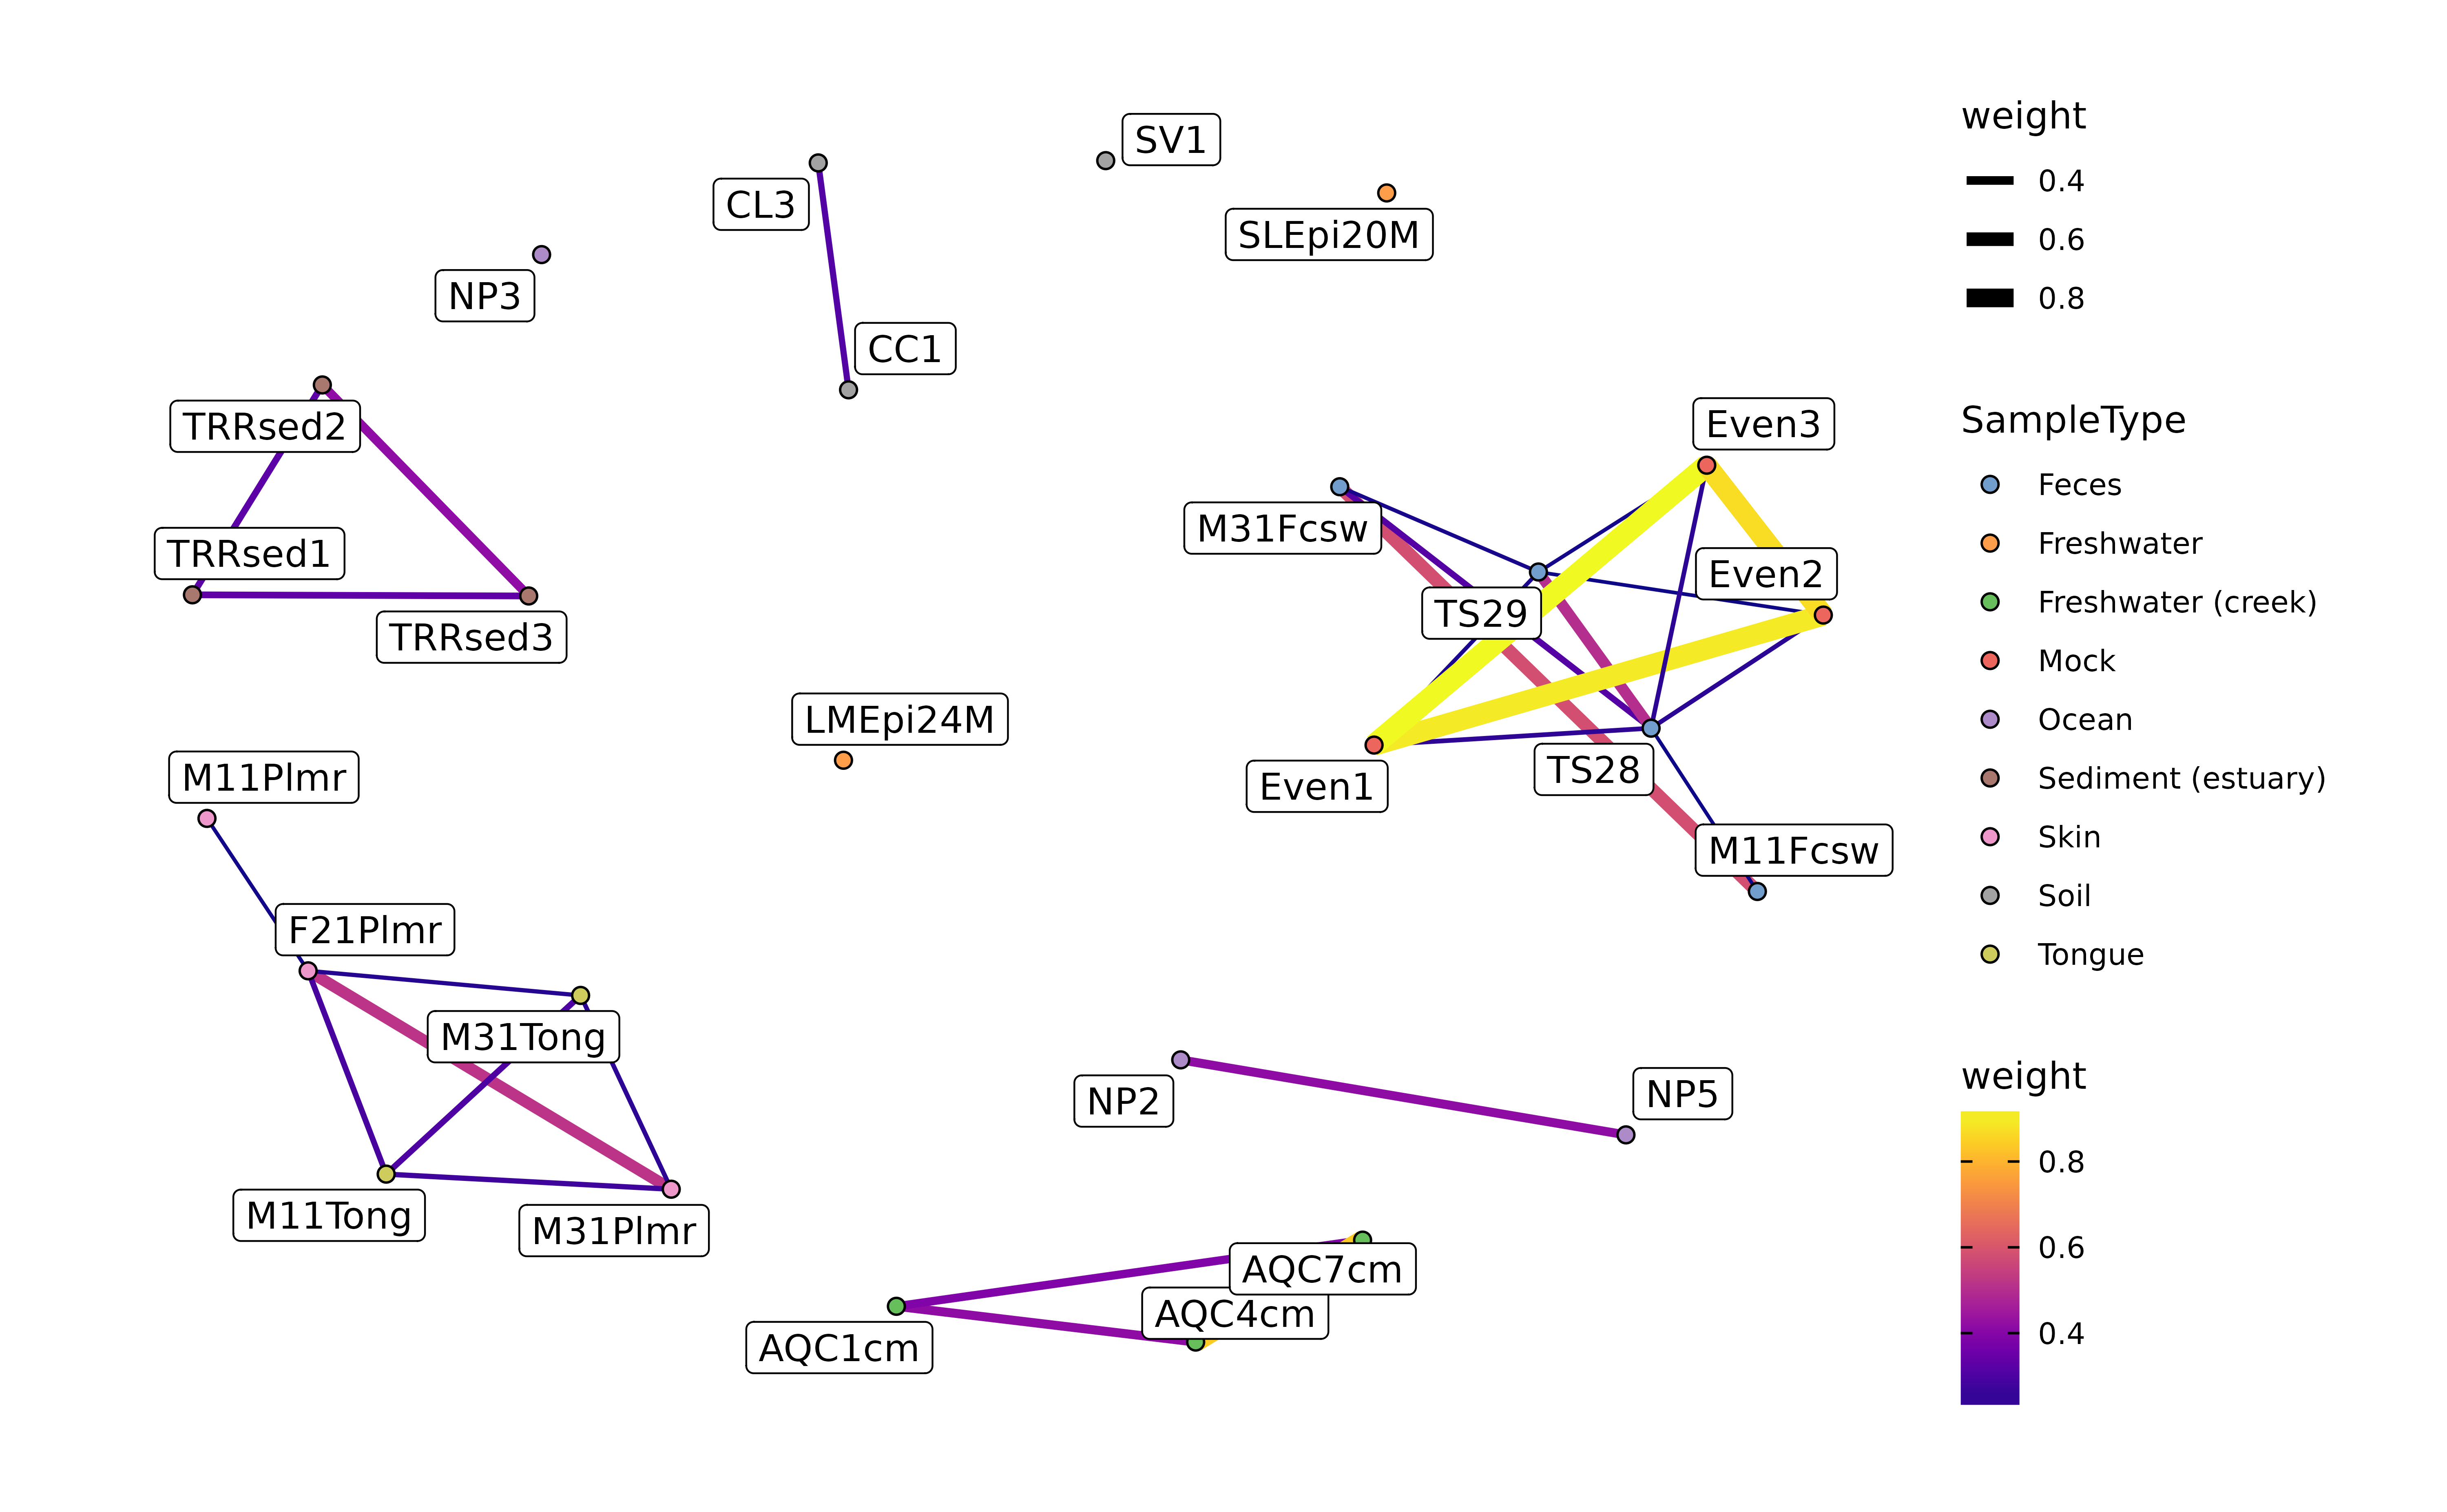 SV1
CL3
SLEpi20M
NP3
CC1
TRRsed2
TRRsed1
TRRsed3
Even3
M31Fcsw
Even2
TS29
LMEpi24M
Even1
TS28
M11Fcsw
M11Plmr
F21Plmr
M31Tong
M11Tong
M31Plmr
NP2
NP5
AQC7cm
AQC4cm
AQC1cm
weight
0.4
0.6
0.8
SampleType
Feces
Freshwater
Freshwater (creek)
Mock
Ocean
Sediment (estuary)
Skin
Soil
Tongue
weight
0.8
0.6
0.4